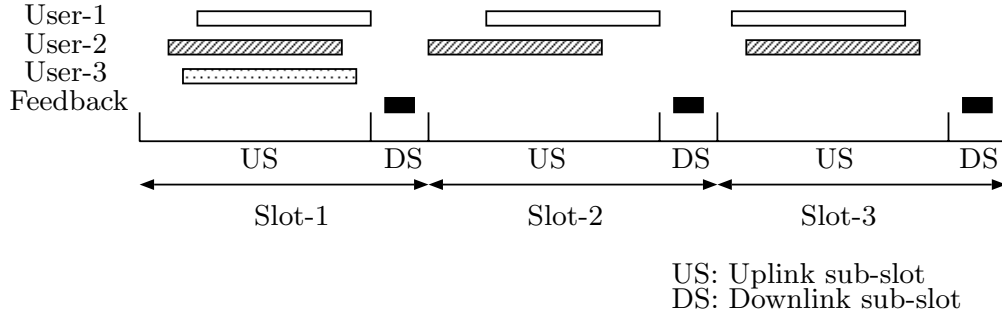 User-1
User-2
User-3
Feedback
US DS US DS US DS
Slot-1 Slot-2 Slot-3
US: Uplink sub-slot
DS: Downlink sub-slot